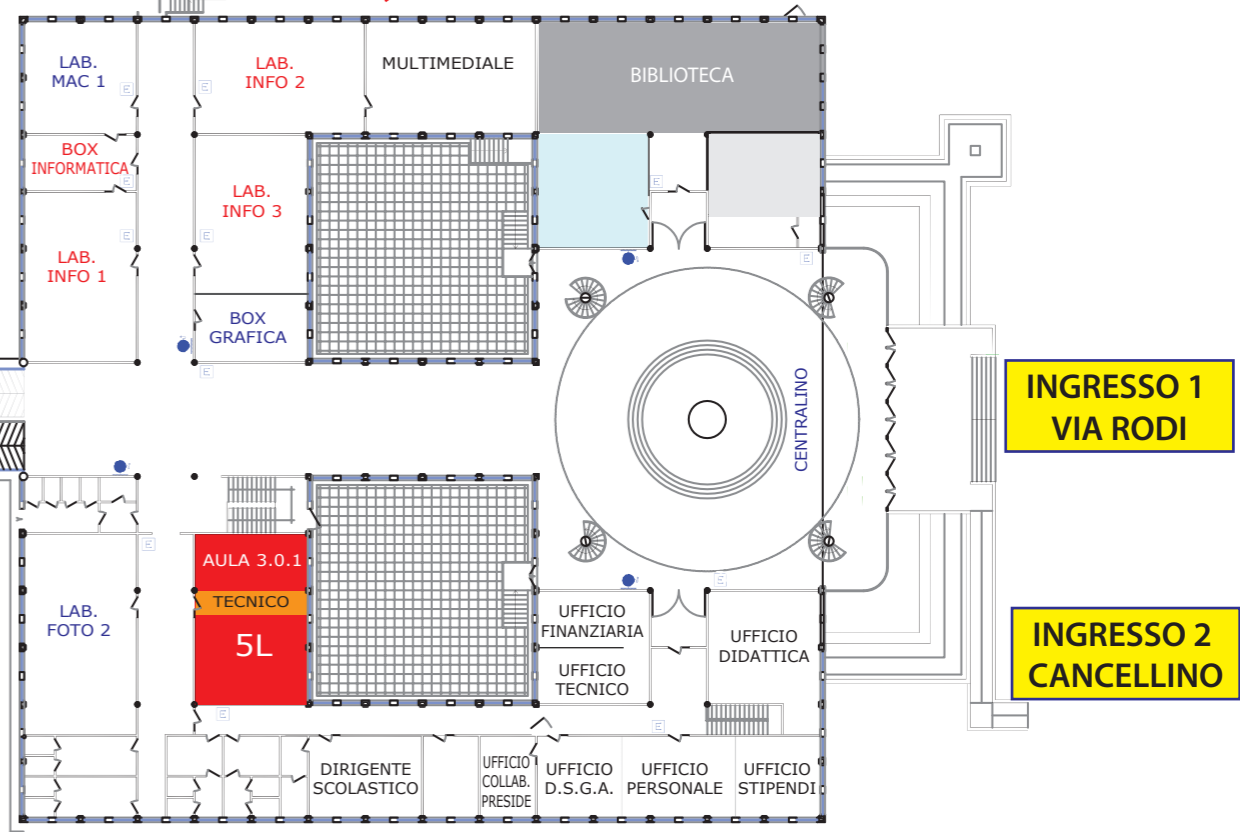 LAB.
MAC 1
LAB.
INFO 2
MULTIMEDIALE
BIBLIOTECA
BOX
INFORMATICA
LAB.
INFO 3
LAB.
INFO 1
BOX
GRAFICA
CENTRALINO
INGRESSO 1
VIA RODI
AULA 3.0.1
TECNICO
5L
LAB.
FOTO 2
UFFICIO
FINANZIARIA
UFFICIO
TECNICO
UFFICIO
DIDATTICA
INGRESSO 2
CANCELLINO
DIRIGENTE
SCOLASTICO
UFFICIO
COLLAB.
PRESIDE
UFFICIO
D.S.G.A.
UFFICIO
PERSONALE
UFFICIO
STIPENDI
E
E
E
E
E
E
E
E
E
E
E
E